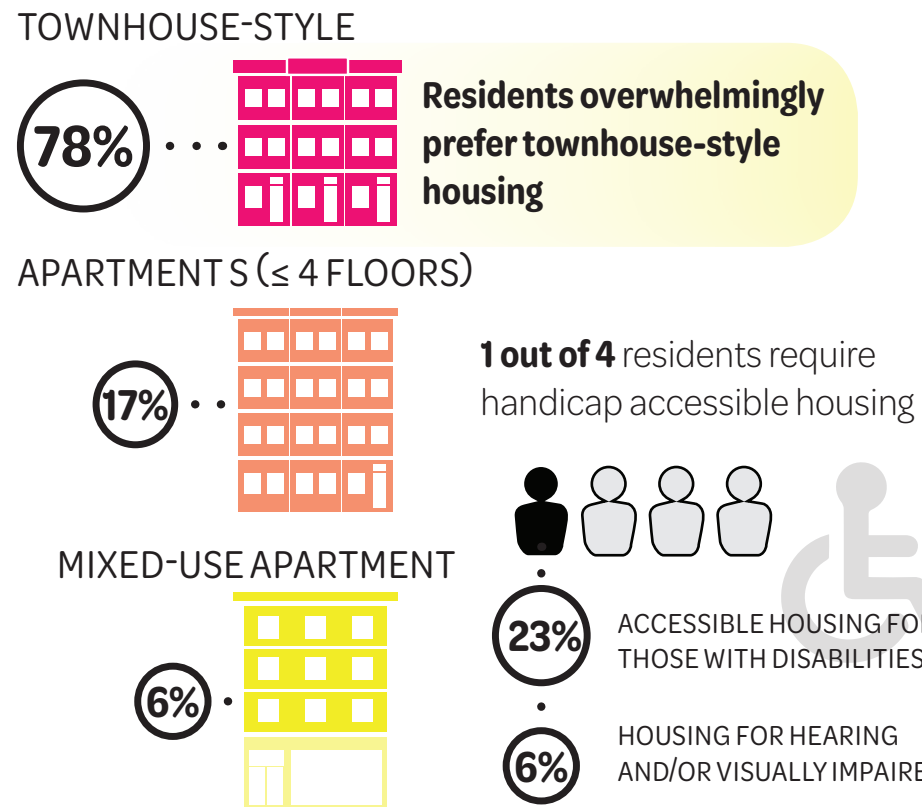 TOWNHOUSE-STYLE
78%
Residents overwhelmingly
prefer townhouse-style
housing
APARTMENT S (≤ 4 FLOORS)
17%
1 out of 4 residents require
handicap accessible housing
MIXED-USE APARTMENT
6%
23%
ACCESSIBLE HOUSING FO
THOSE WITH DISABILITIES
6%
HOUSING FOR HEARING
AND/OR VISUALLY IMPAIRE